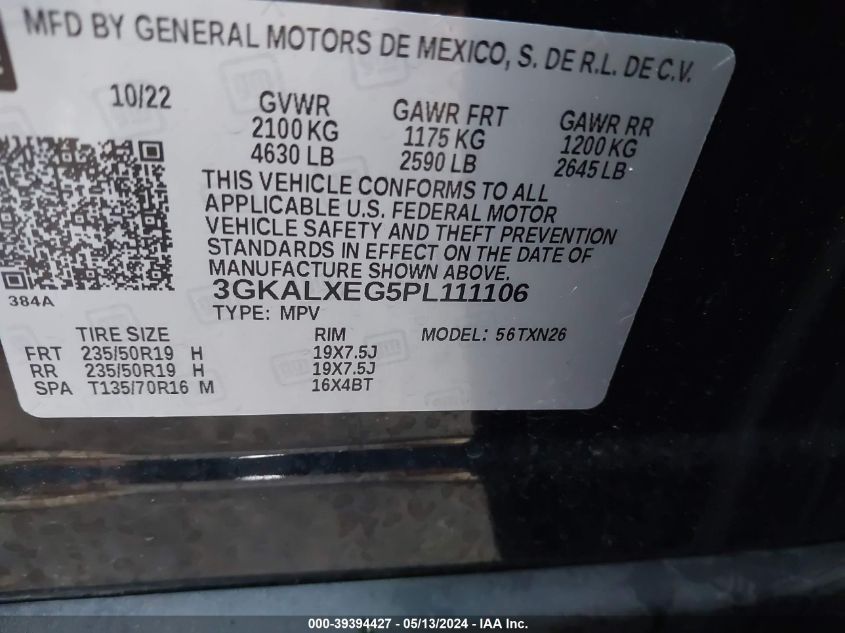 MFD BY GENERAL MOTORS DE MEXICO, S. DE R.L. DE C.V.
10/22 GVWR GAWR FRT GAWR RR
2100 KG 1175 KG 1200 KG
4630 LB 2590 LB 2645 LB
THIS VEHICLE CONFORMS TO ALL
APPLICABLE U.S. FEDERAL MOTOR
VEHICLE SAFETY AND THEFT PREVENTION
STANDARDS IN EFFECT ON THE DATE OF
MANUFACTURE SHOWN ABOVE.
384A 3GKALXEG5PL111106
TYPE: MPV
TIRE SIZE RIM MODEL: 56TXN26
FRT 235/50R19 H 19X7.5J
RR 235/50R19 H 19X7.5J
SPA T135/70R16 M 16X4BT
000-39394427 - 05/13/2024 - Copyright 2024 IAA, Inc.